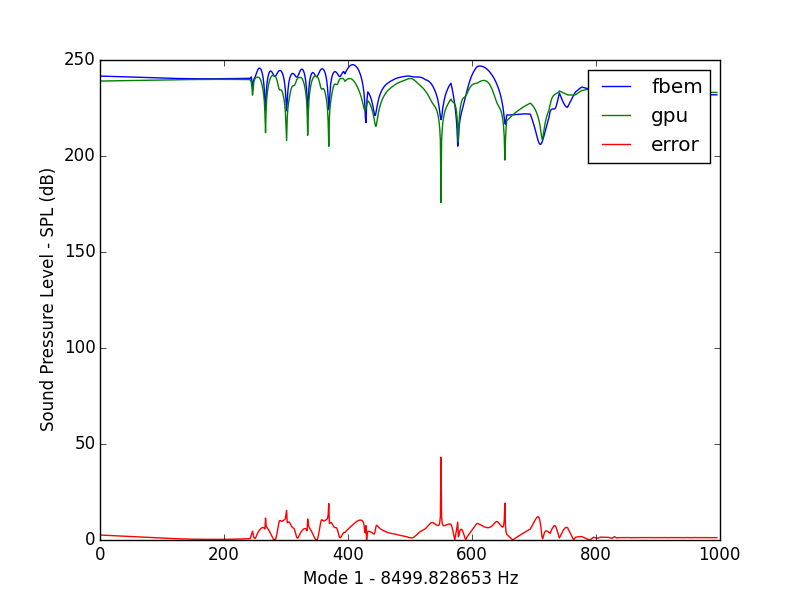 250
200
150
100
50
0
Sound Pressure Level - SPL (dB)
fbem
gpu
error
0 200 400 600 800 1000
Mode 1 - 8499.828653 Hz